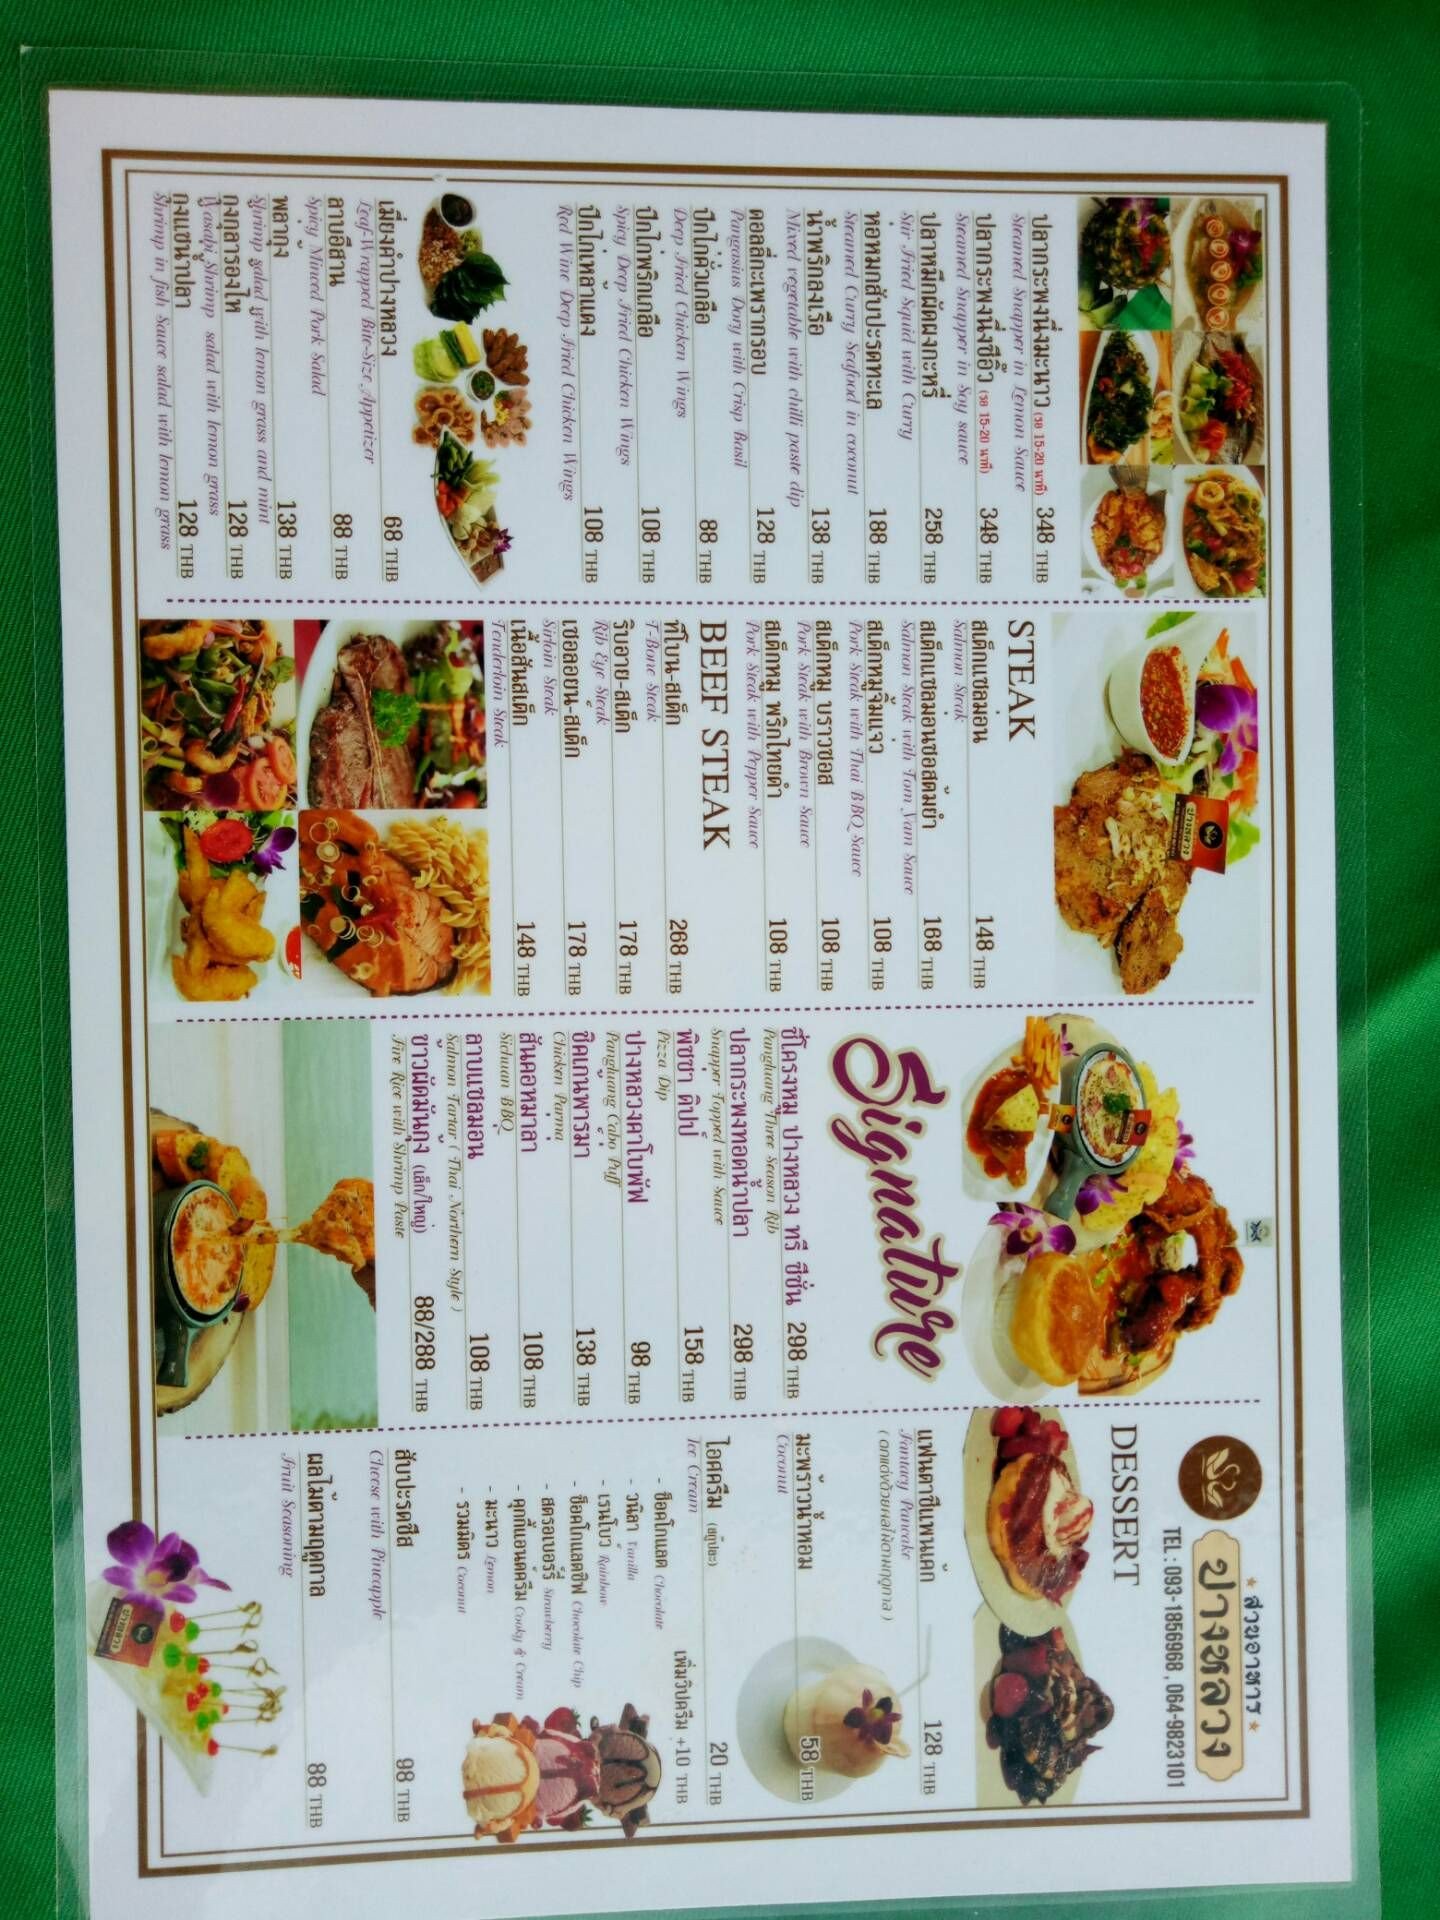 ปลากระพงนึ่งมะนาว (รอ 15-20 นาที) 348 THB
Steamed Snapper in Lemon Sauce
ปลากระพงนึ่งซีอิ๊ว (รอ 15-20 นาที) 348 THB
Steamed Snapper in Soy sauce
ปลาหมึกผัดผงกะหรี่ 258 THB
Stir Fried Squid with Curry
ห่อหมกสับปะรดทะเล 188 THB
Steamed Curry Seafood in coconut
น้ำพริกลงเรือ 138 THB
Mixed vegetable with chilli paste dip
ดอลลี่กะเพรากรอบ 128 THB
Pangasius Dory with Crisp Basil
ปีกไก่คั่วเกลือ 88 THB
Deep Fried Chicken Wings
ปีกไก่พริกเกลือ 108 THB
Spicy Deep Fried Chicken Wings
ปีกไก่เหล้าแดง 108 THB
Red Wine Deep Fried Chicken Wings
เมี่ยงคำปางหลวง 68 THB
Leaf-Wrapped Bite-Size Appetizer
ลาบอีสาน 88 THB
Spicy Minced Pork Salad
พล่ากุ้ง 138 THB
Shrimp salad with lemon grass and mint
กุ้งกุลาร้องไห้ 128 THB
Wasabi Shrimp salad with lemon grass
กุ้งแช่น้ำปลา 128 THB
Shrimp in fish Sauce salad with lemon grass
STEAK
สเต็กแซลม่อน 148 THB
Salmon Steak
สเต็กแซลม่อนซอสต้มยำ 168 THB
Salmon Steak with Tom Yam Sauce
สเต็กหมูจิ้มแจ่ว 108 THB
Pork Steak with Thai BBQ Sauce
สเต็กหมู บราวซอส 108 THB
Pork Steak with Brown Sauce
สเต็กหมู พริกไทยดำ 108 THB
Pork Steak with Pepper Sauce
BEEF STEAK
ทีโบน-สเต็ก 268 THB
T-Bone Steak
ริบอาย-สเต็ก 178 THB
Rib Eye Steak
เซอลอยน์-สเต็ก 178 THB
Sirloin Steak
เนื้อสันสเต็ก 148 THB
Tenderloin Steak
Signature
ซี่โครงหมู ปางหลวง ทรี ซีซั่น 298 THB
Pangluang Three Season Rib
ปลากระพงทอดน้ำปลา 298 THB
Snapper Topped with Sauce
พิซซ่า ดิปป์ 158 THB
Pizza Dip
ปางหลวงคาโบพัฟ 98 THB
Pangluang Cabo Puff
ชิคเก้นพาร์มา 138 THB
Chicken Parma
สันคอหมูหม่าล่า 108 THB
Sichuan BBQ
ลาบแซลมอน 108 THB
Salmon Tartar ( Thai Northern Style )
ข้าวผัดมันกุ้ง (เล็ก/ใหญ่) 88/288 THB
Fire Rice with Shrimp Paste
★ สวนอาหาร ★
ปางหลวง
TEL : 093-1856968 , 064-9823101
DESSERT
แฟนตาซีแพนเค้ก 128 THB
Fantacy Pancake
( ตกแต่งด้วยผลไม้ตามฤดูกาล )
มะพร้าวน้ำหอม 58 THB
Coconut
ไอศครีม (สกู๊ปละ) 20 THB
Ice Cream
เพิ่มวิปครีม +10 THB
- ช็อคโกแลต Chocolate
- วนิลา Vanilla
- เรนโบว์ Rainbow
- ช็อคโกแลตชิฟ Chocolate Chip
- สตรอเบอร์รี่ Strawberry
- คุกกี้แอนด์ครีม Cooky & Cream
- มะนาว Lemon
- รวมมิตร Coconut
สับปะรดชีส 98 THB
Cheese with Pineapple
ผลไม้ตามฤดูกาล 88 THB
Fruit Seasoning
ปางหลวง
ปางหลวง